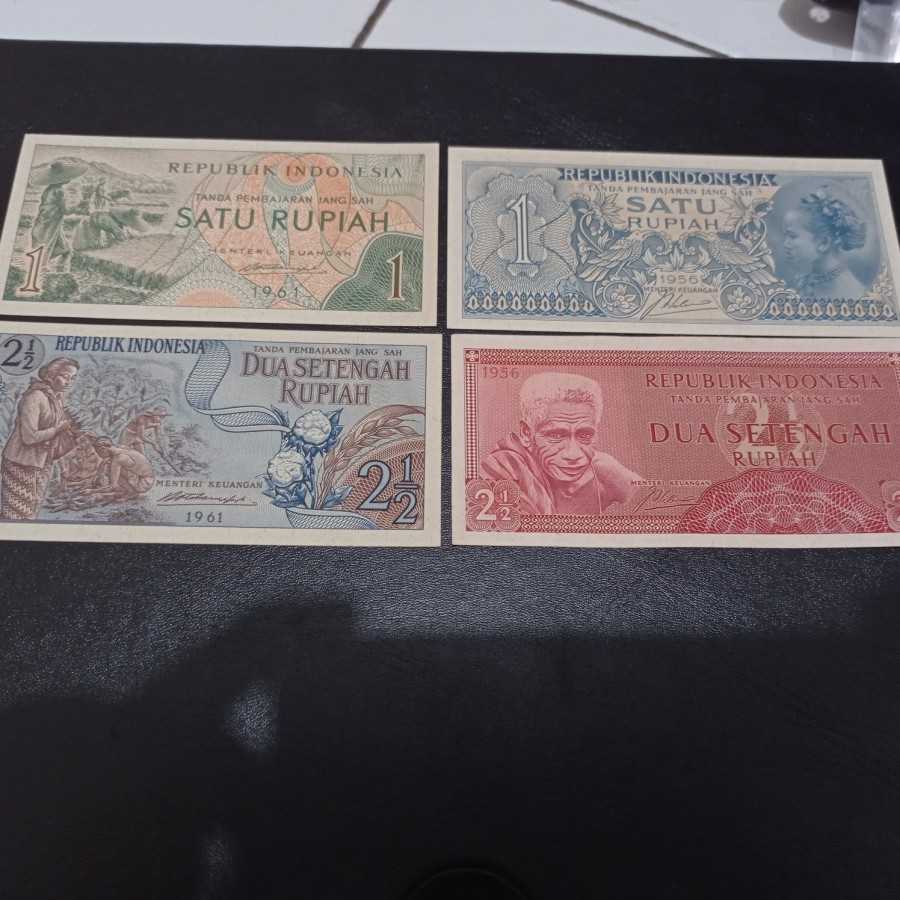 REPUBLIK INDONESIA
TANDA PEMBAJARAN JANG SAH
SATU RUPIAH
MENTERI KEUANGAN
1
1961
1
REPUBLIK INDONESIA
TANDA PEMBAJARAN JANG SAH
1
SATU
RUPIAH
1956
MENTERI KEUANGAN
2½
REPUBLIK INDONESIA
TANDA PEMBAJARAN JANG SAH
DUA SETENGAH
RUPIAH
MENTERI KEUANGAN
2½
1961
1956
REPUBLIK INDONESIA
TANDA PEMBAJARAN JANG SAH
2½
DUA SETENGAH
RUPIAH
MENTERI KEUANGAN
2½